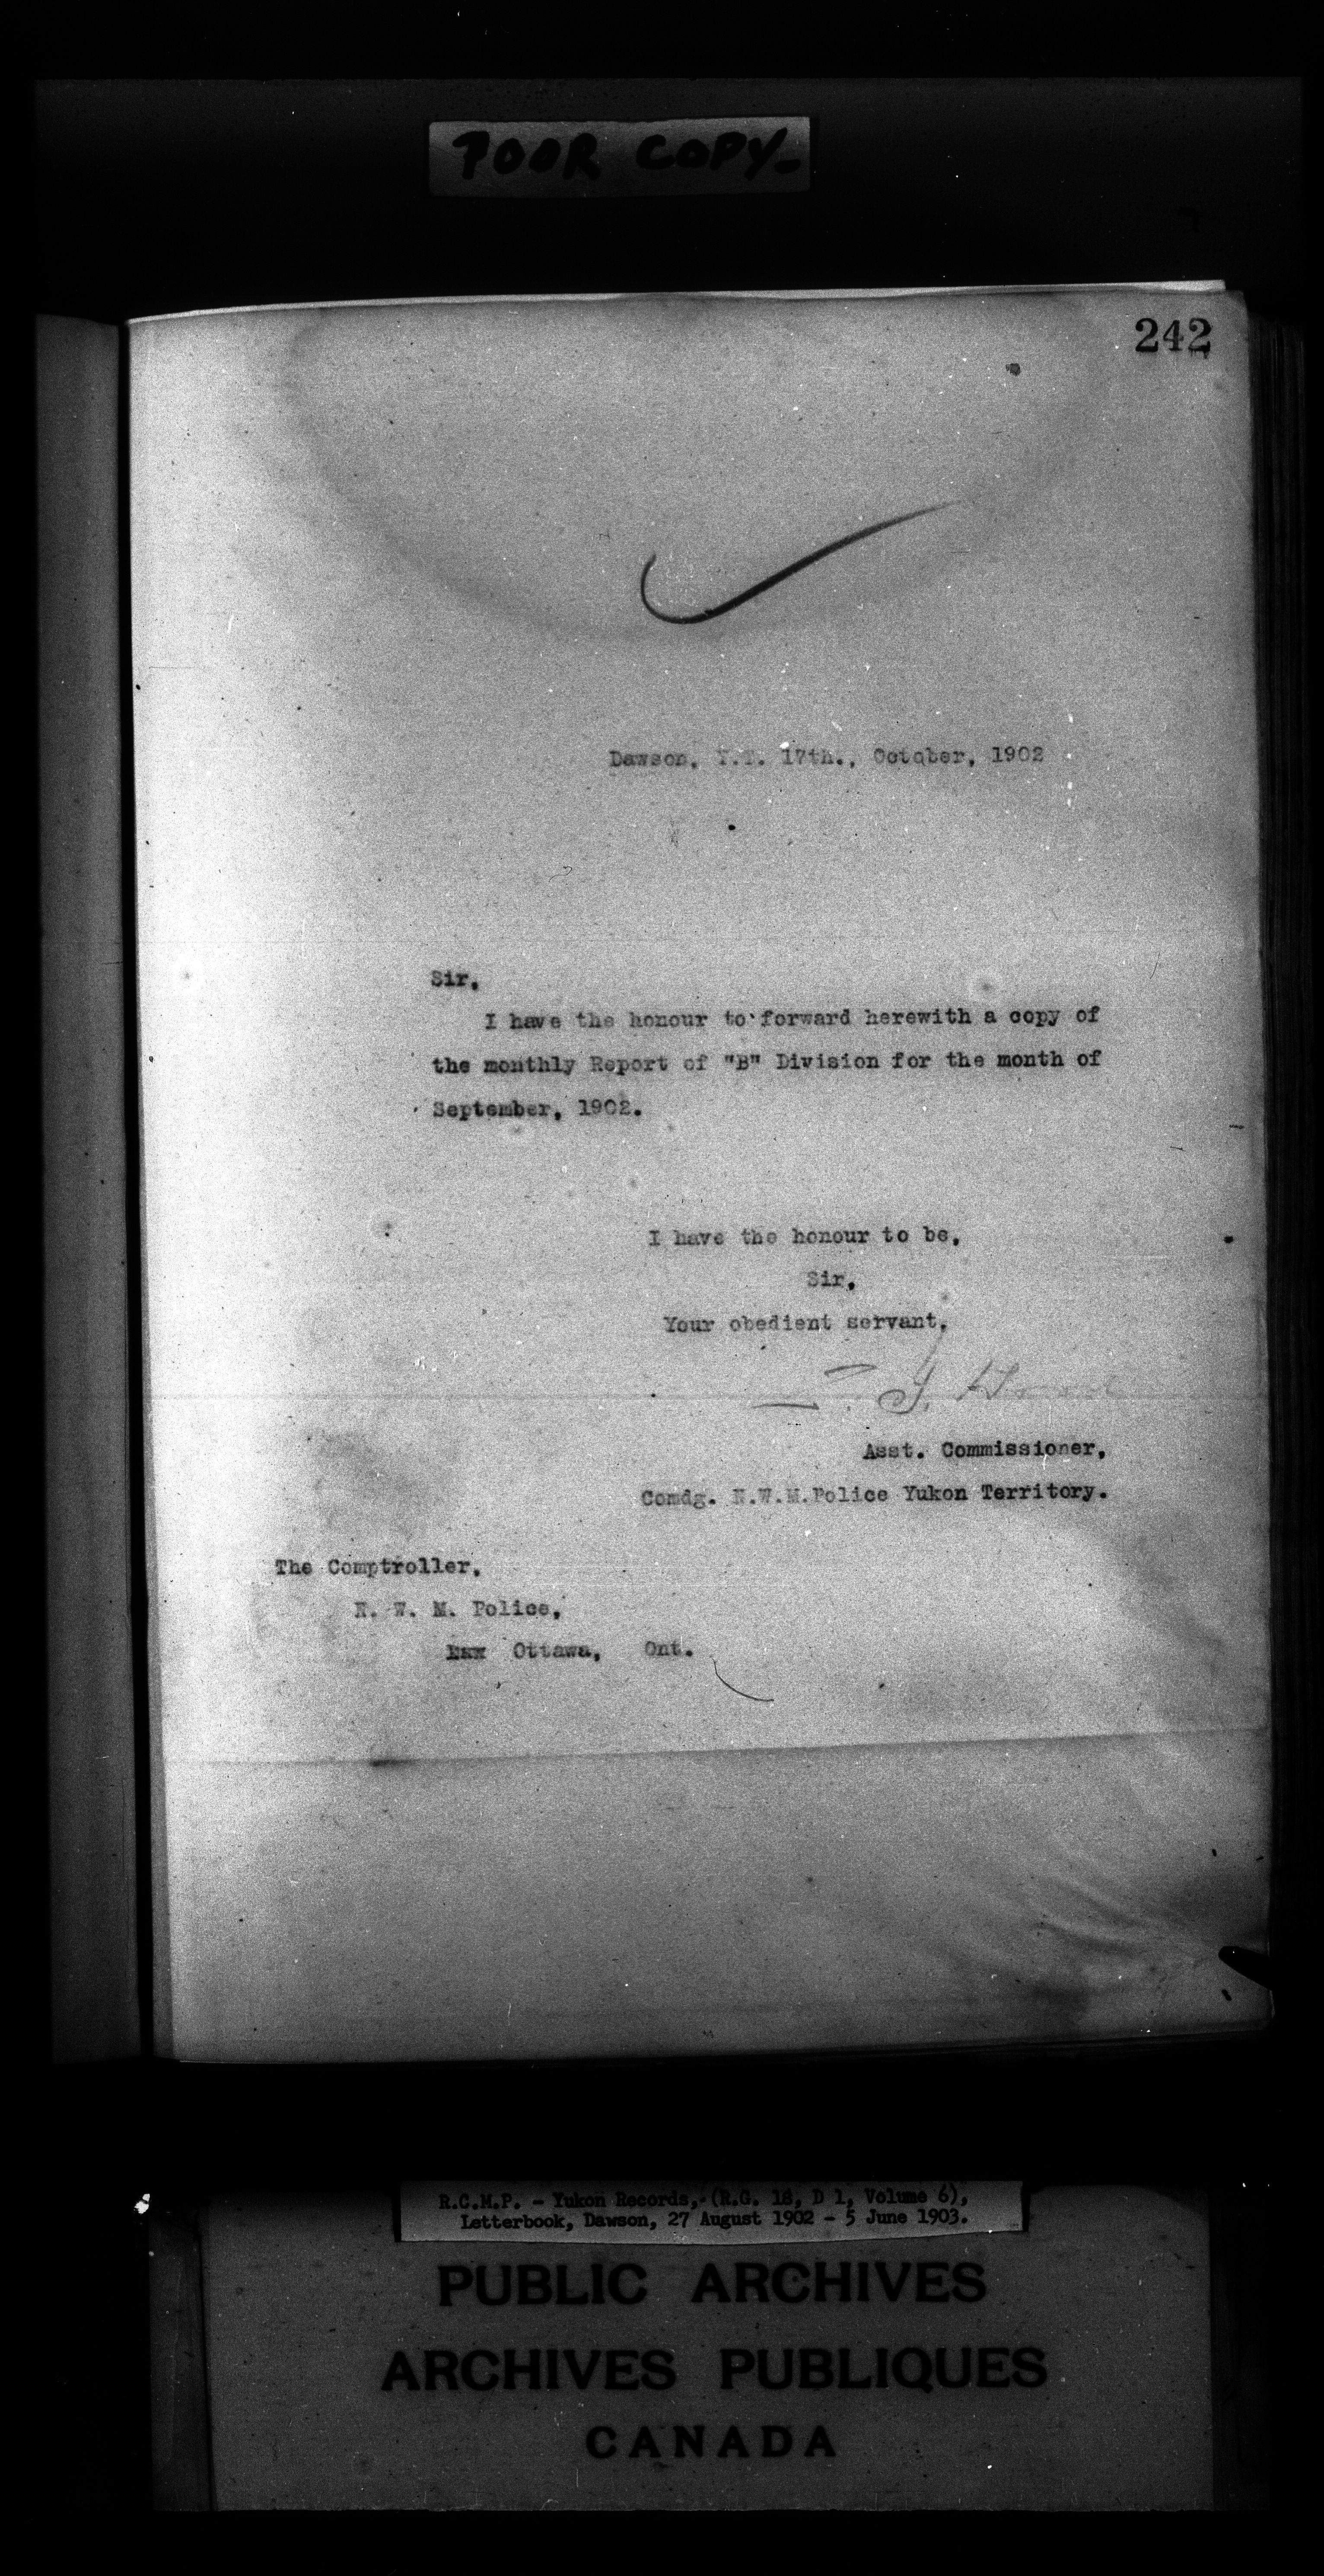 POOR COPY-
242
Dawson, Y.T. 17th., October, 1902
Sir,
I have the honour to forward herewith a copy of
the monthly Report of "B" Division for the month of
September, 1902.
I have the honour to be,
Sir,
Your obedient servant,
Asst. Commissioner,
Comdg. N.W.M.Police Yukon Territory.
The Comptroller,
N. W. M. Police,
Ottawa, Ont.
R.C.M.P. - Yukon Records, (R.G. 18, D 1, Volume 6),
Letterbook, Dawson, 27 August 1902 - 5 June 1903.
PUBLIC ARCHIVES
ARCHIVES PUBLIQUES
CANADA